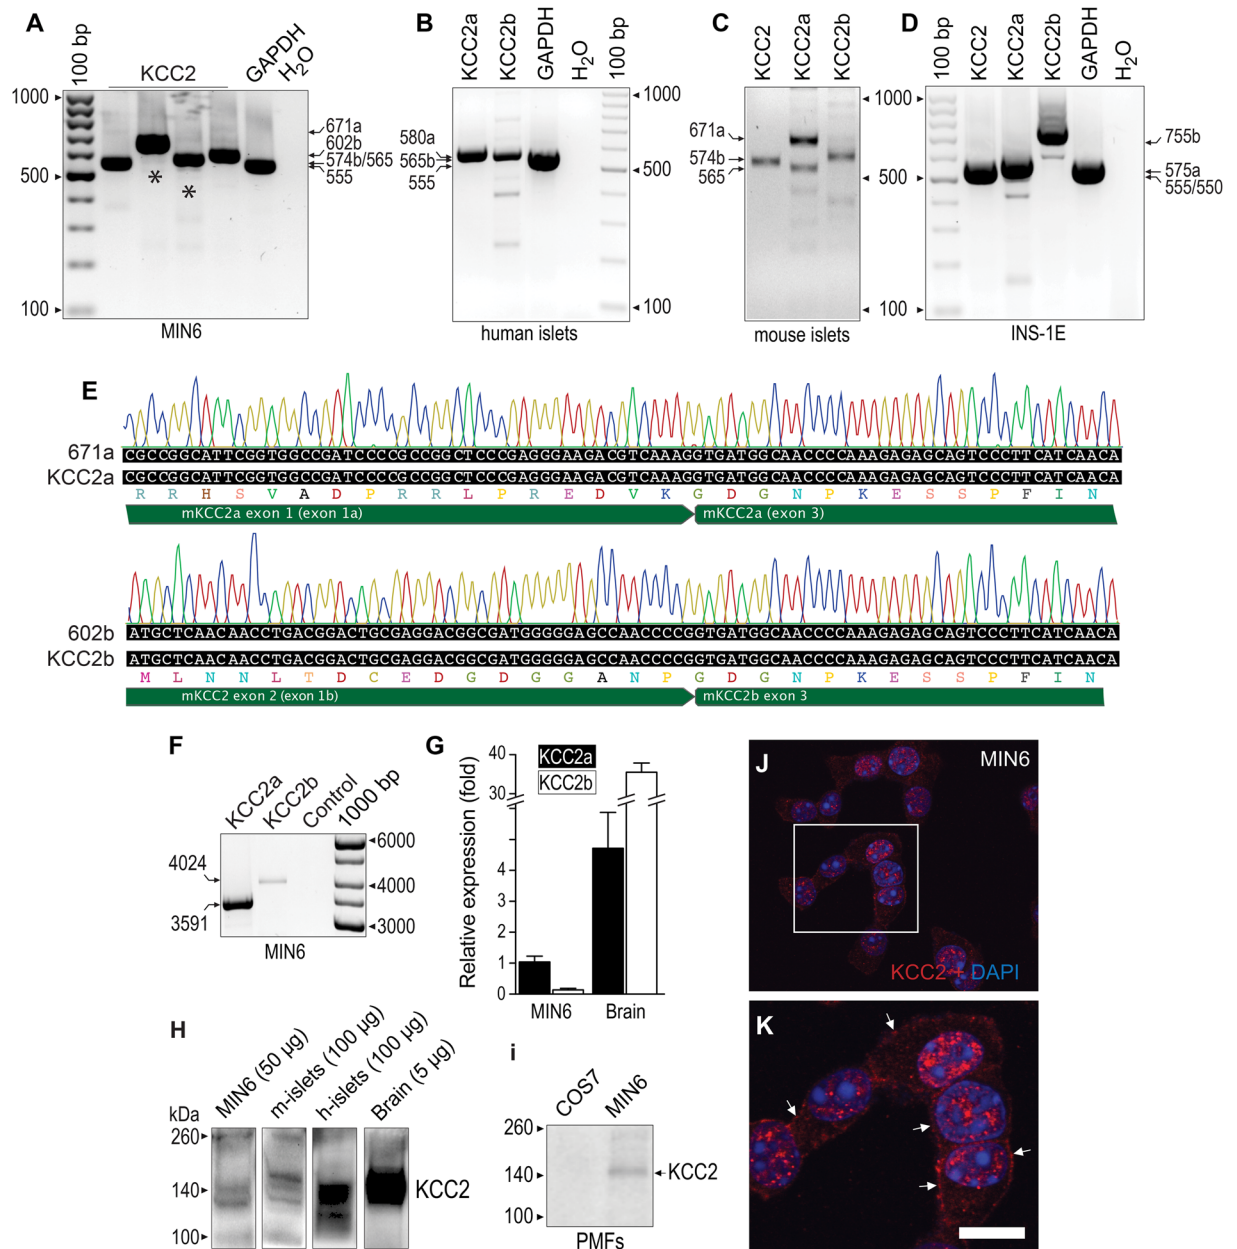 A
100 bp
KCC2
GAPDH
H2O
1000
500
100
671a
602b
574b/565
555
*
*
MIN6
B
KCC2a
KCC2b
GAPDH
H2O
100 bp
580a
565b
555
1000
500
100
human islets
C
KCC2
KCC2a
KCC2b
671a
574b
565
mouse islets
D
100 bp
KCC2
KCC2a
KCC2b
GAPDH
H2O
1000
500
100
755b
575a
555/550
INS-1E
E
671a CGCCGGCATTCGGTGGCCGATCCCCGCCGGCTCCCGAGGGAAGACGTCAAAGGTGATGGCAACCCCAAAGAGAGCAGTCCCTTCATCAACA
KCC2a CGCCGGCATTCGGTGGCCGATCCCCGCCGGCTCCCGAGGGAAGACGTCAAAGGTGATGGCAACCCCAAAGAGAGCAGTCCCTTCATCAACA
R R H S V A D P R R L P R E D V K G D G N P K E S S P F I N
mKCC2a exon 1 (exon 1a) mKCC2a (exon 3)
602b ATGCTCAACAACCTGACGGACTGCGAGGACGGCGATGGGGGAGCCAACCCCGGTGATGGCAACCCCAAAGAGAGCAGTCCCTTCATCAACA
KCC2b ATGCTCAACAACCTGACGGACTGCGAGGACGGCGATGGGGGAGCCAACCCCGGTGATGGCAACCCCAAAGAGAGCAGTCCCTTCATCAACA
M L N N L T D C E D G D G G A N P G D G N P K E S S P F I N
mKCC2 exon 2 (exon 1b) mKCC2b exon 3
F
KCC2a
KCC2b
Control
1000 bp
4024
3591
6000
4000
3000
MIN6
G
Relative expression (fold)
40
30
4
3
2
1
0
KCC2a
KCC2b
MIN6 Brain
H
MIN6 (50 µg)
m-islets (100 µg)
h-islets (100 µg)
Brain (5 µg)
kDa
260
140
100
KCC2
i
COS7
MIN6
260
140
100
KCC2
PMFs
J
MIN6
KCC2 + DAPI
K